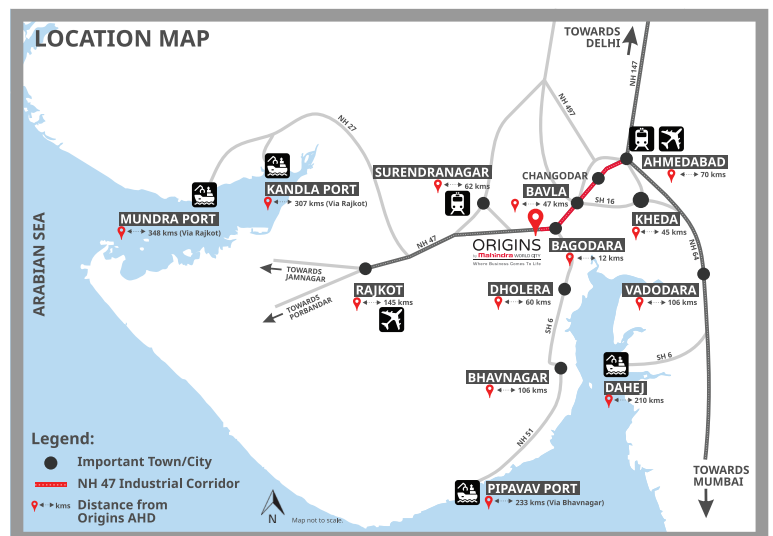 LOCATION MAP
TOWARDS
DELHI
NH 147
NH 497
NH 27
AHMEDABAD
70 kms
CHANGODAR
SURENDRANAGAR
62 kms
BAVLA
47 kms
SH 16
KANDLA PORT
307 kms (Via Rajkot)
MUNDRA PORT
348 kms (Via Rajkot)
KHEDA
45 kms
NH 47
ORIGINS
by Mahindra WORLD CITY
Where Business Comes To Life
BAGODARA
12 kms
NH 64
ARABIAN SEA
TOWARDS
JAMNAGAR
TOWARDS
PORBANDAR
RAJKOT
145 kms
DHOLERA
60 kms
VADODARA
106 kms
SH 6
SH 6
BHAVNAGAR
106 kms
DAHEJ
210 kms
NH 51
Legend:
Important Town/City
NH 47 Industrial Corridor
kms
Distance from
Origins AHD
N
Map not to scale.
PIPAVAV PORT
233 kms (Via Bhavnagar)
TOWARDS
MUMBAI